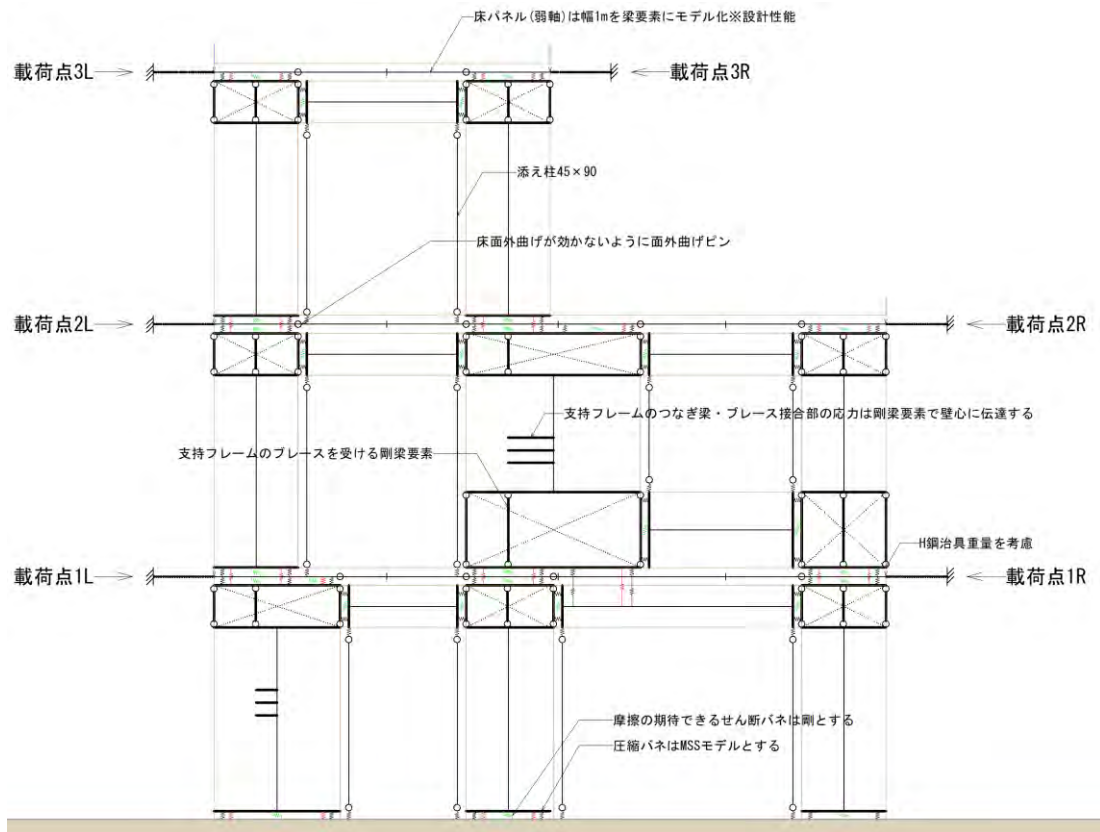 床パネル(弱軸)は幅1mを梁要素にモデル化※設計性能
載荷点3L
載荷点3R
添え柱45×90
床面外曲げが効かないように面外曲げピン
載荷点2L
載荷点2R
支持フレームのつなぎ梁・ブレース接合部の応力は剛梁要素で壁心に伝達する
支持フレームのブレースを受ける剛梁要素
H鋼治具重量を考慮
載荷点1L
載荷点1R
摩擦の期待できるせん断バネは剛とする
圧縮バネはMSSモデルとする